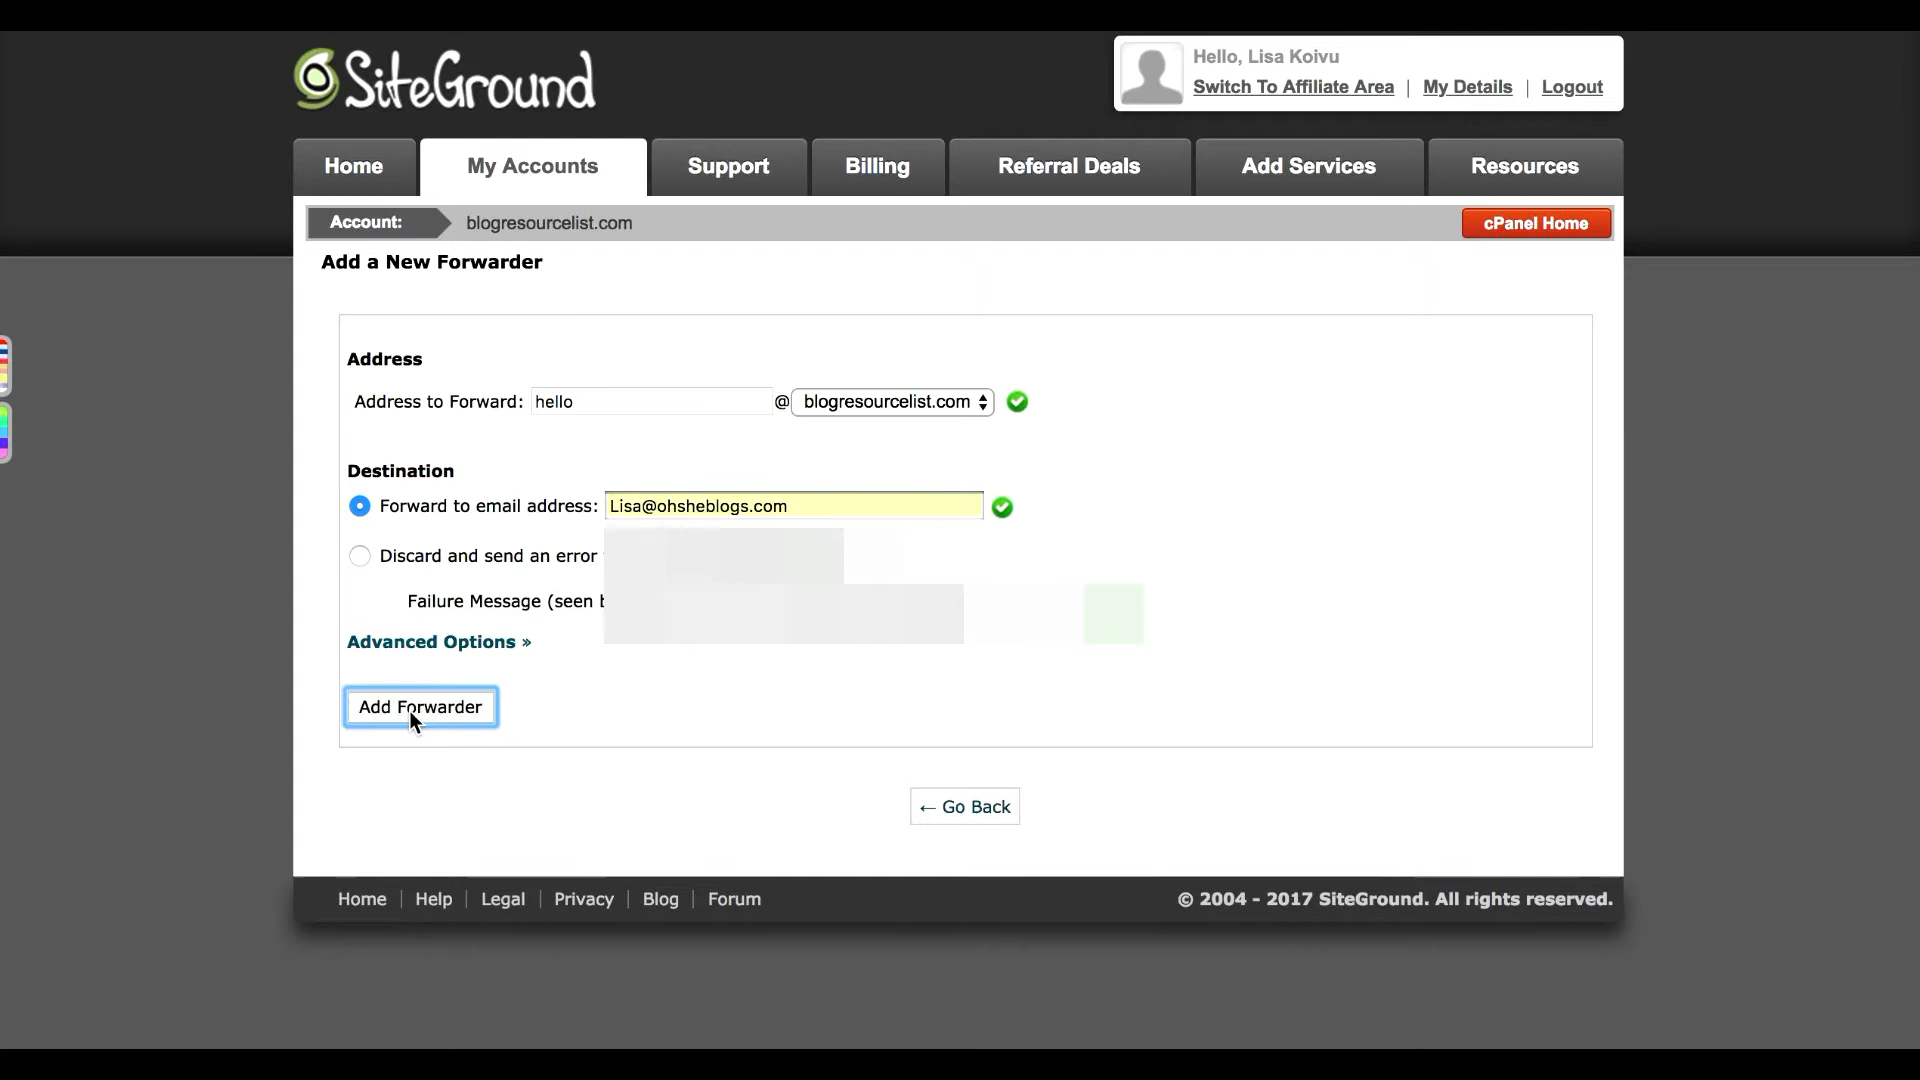 SiteGround
Hello, Lisa Koivu
Switch To Affiliate Area | My Details | Logout
Home My Accounts Support Billing Referral Deals Add Services Resources
Account: blogresourcelist.com cPanel Home
Add a New Forwarder
Address
Address to Forward: hello @ blogresourcelist.com
Destination
Forward to email address: Lisa@ohsheblogs.com
Discard and send an error
Failure Message (seen
Advanced Options »
Add Forwarder
← Go Back
Home | Help | Legal | Privacy | Blog | Forum © 2004 - 2017 SiteGround. All rights reserved.